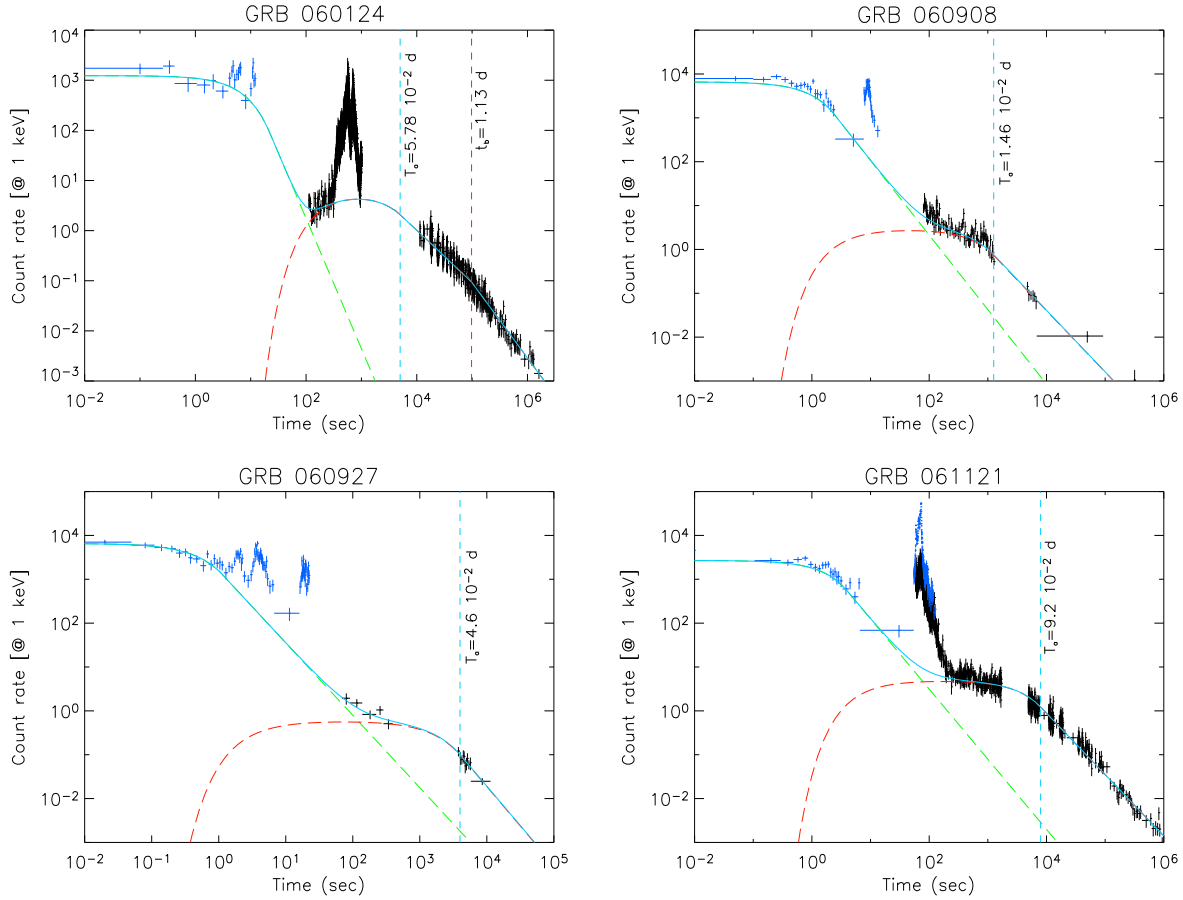 GRB 060124
Count rate [@ 1 keV]
10⁴
10³
10²
10¹
10⁰
10⁻¹
10⁻²
10⁻³
Tₐ=5.78 10⁻² d
t_b=1.13 d
10⁻² 10⁰ 10² 10⁴ 10⁶
Time (sec)
GRB 060908
Count rate [@ 1 keV]
10⁴
10²
10⁰
10⁻²
Tₐ=1.46 10⁻² d
10⁻² 10⁰ 10² 10⁴ 10⁶
Time (sec)
GRB 060927
Count rate [@ 1 keV]
10⁴
10²
10⁰
10⁻²
Tₐ=4.6 10⁻² d
10⁻² 10⁻¹ 10⁰ 10¹ 10² 10³ 10⁴ 10⁵
Time (sec)
GRB 061121
Count rate [@ 1 keV]
10⁴
10²
10⁰
10⁻²
Tₐ=9.2 10⁻² d
10⁻² 10⁰ 10² 10⁴ 10⁶
Time (sec)